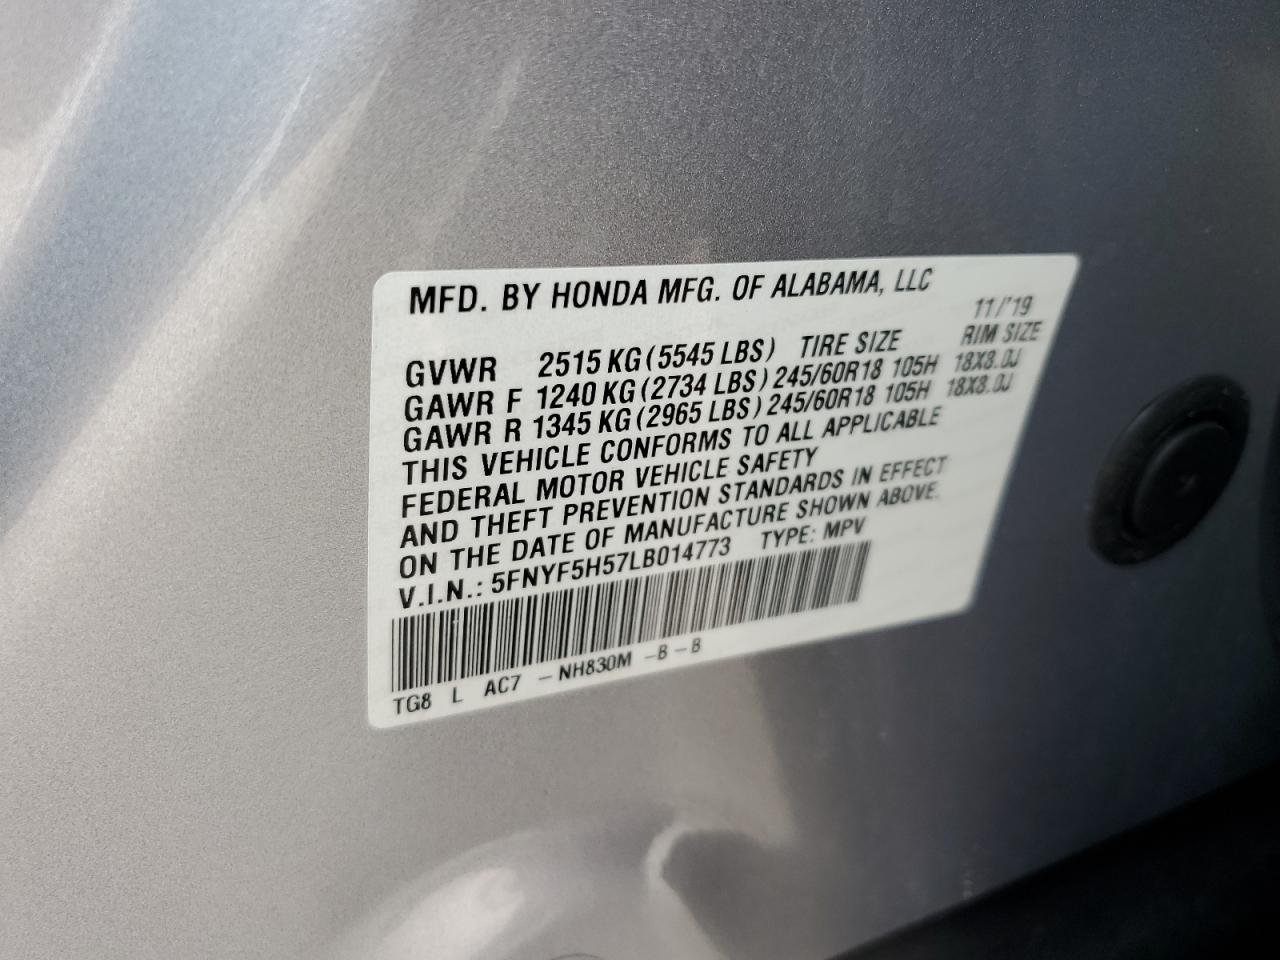 MFD. BY HONDA MFG. OF ALABAMA, LLC
11/'19
GVWR 2515 KG (5545 LBS) TIRE SIZE RIM SIZE
GAWR F 1240 KG (2734 LBS) 245/60R18 105H 18X8.0J
GAWR R 1345 KG (2965 LBS) 245/60R18 105H 18X8.0J
THIS VEHICLE CONFORMS TO ALL APPLICABLE
FEDERAL MOTOR VEHICLE SAFETY
AND THEFT PREVENTION STANDARDS IN EFFECT
ON THE DATE OF MANUFACTURE SHOWN ABOVE.
V.I.N.: 5FNYF5H57LB014773 TYPE: MPV
TG8 L AC7 - NH830M -B - B